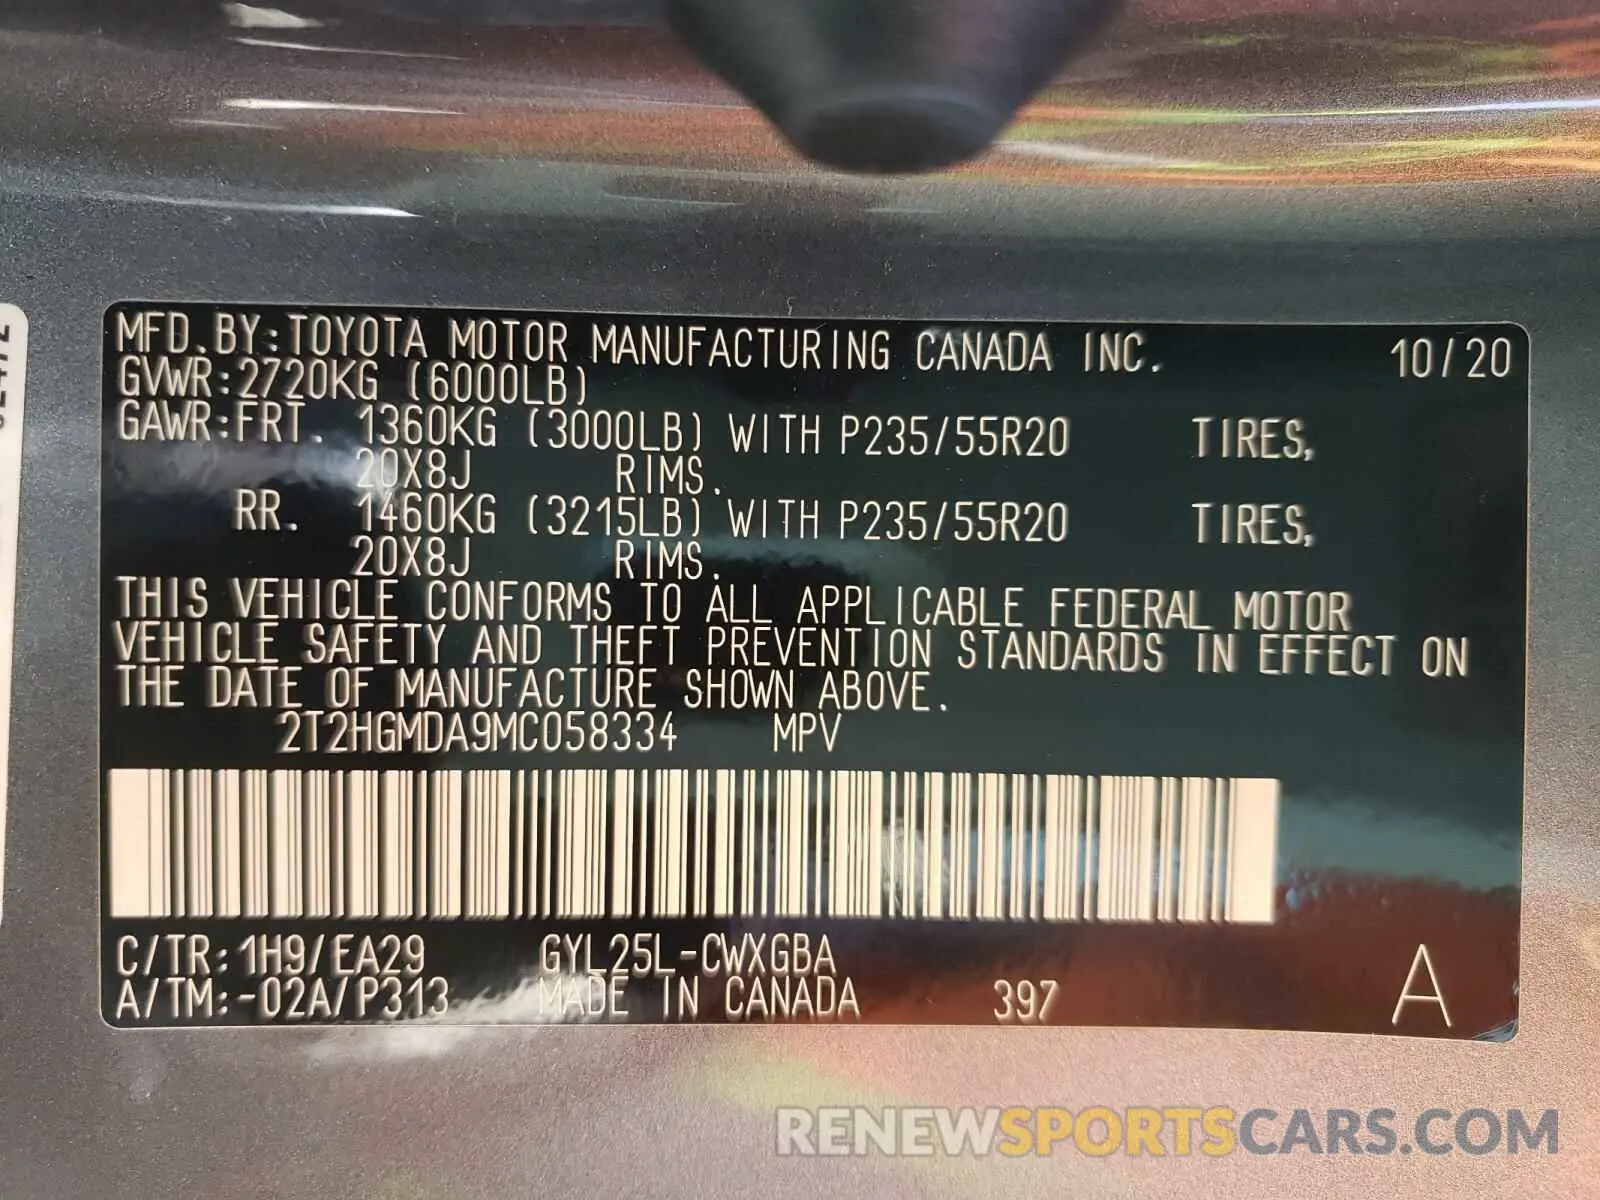 MFD. BY: TOYOTA MOTOR MANUFACTURING CANADA INC. 10/20
GVWR: 2720KG (6000LB)
GAWR: FRT. 1360KG (3000LB) WITH P235/55R20 TIRES,
20X8J RIMS.
RR. 1460KG (3215LB) WITH P235/55R20 TIRES,
20X8J RIMS.
THIS VEHICLE CONFORMS TO ALL APPLICABLE FEDERAL MOTOR
VEHICLE SAFETY AND THEFT PREVENTION STANDARDS IN EFFECT ON
THE DATE OF MANUFACTURE SHOWN ABOVE.
2T2HGMDA9MC058334 MPV
C/TR: 1H9/EA29 GYL25L-CWXGBA
A/TM: -02A/P313 MADE IN CANADA 397 A
RENEWSPORTSCARS.COM